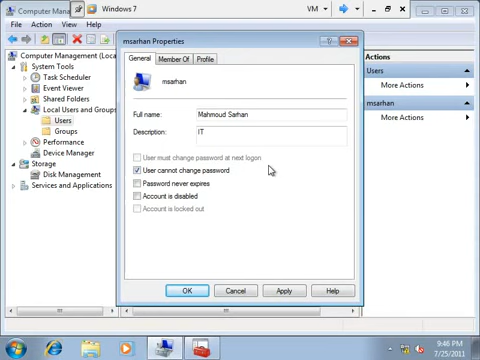 Computer Mana
Windows 7
VM
File Action View Help
msarhan Properties
General Member Of Profile
msarhan
Full name: Mahmoud Sarhan
Description: IT
User must change password at next logon
User cannot change password
Password never expires
Account is disabled
Account is locked out
OK Cancel Apply Help
Computer Management (Local
System Tools
Task Scheduler
Event Viewer
Shared Folders
Local Users and Groups
Users
Groups
Performance
Device Manager
Storage
Disk Management
Services and Applications
Actions
Users
More Actions
msarhan
More Actions
9:46 PM
7/25/2011